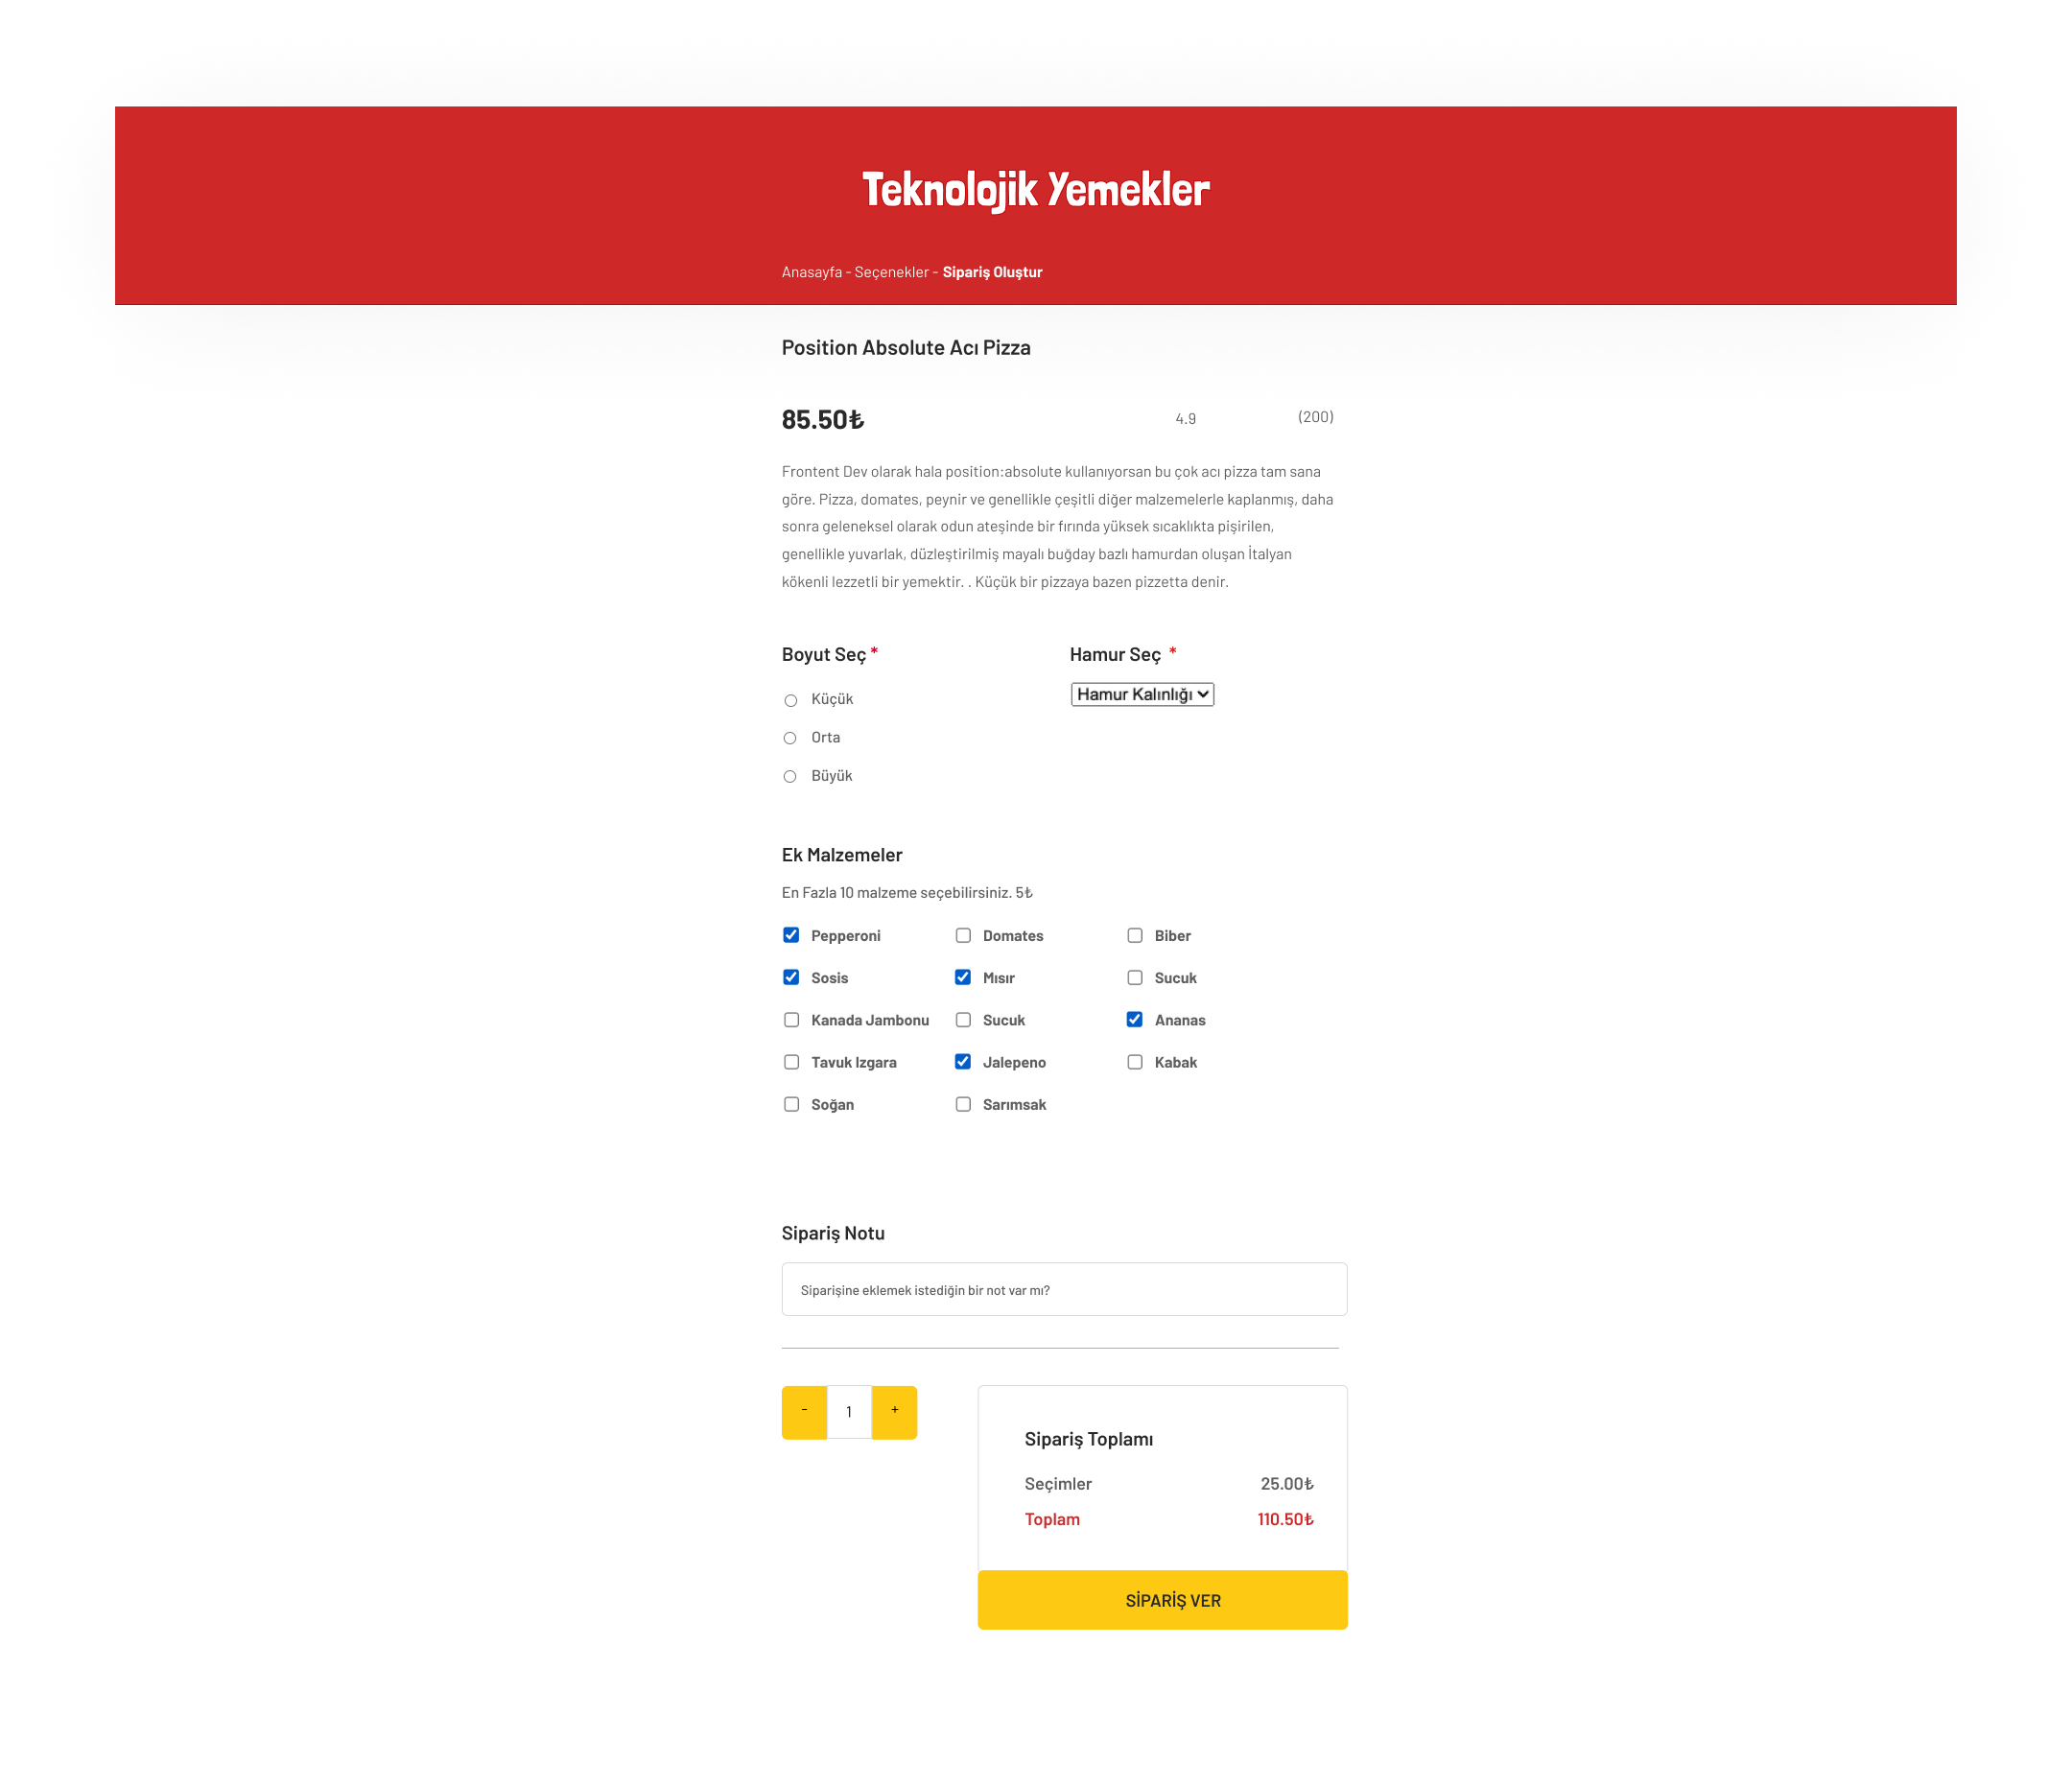 Teknolojik Yemekler
Anasayfa - Seçenekler - Sipariş Oluştur
Position Absolute Acı Pizza
85.50₺ 4.9 (200)
Frontent Dev olarak hala position:absolute kullanıyorsan bu çok acı pizza tam sana
göre. Pizza, domates, peynir ve genellikle çeşitli diğer malzemelerle kaplanmış, daha
sonra geleneksel olarak odun ateşinde bir fırında yüksek sıcaklıkta pişirilen,
genellikle yuvarlak, düzleştirilmiş mayalı buğday bazlı hamurdan oluşan İtalyan
kökenli lezzetli bir yemektir. . Küçük bir pizzaya bazen pizzetta denir.
Boyut Seç * Hamur Seç *
Küçük Hamur Kalınlığı
Orta
Büyük
Ek Malzemeler
En Fazla 10 malzeme seçebilirsiniz. 5₺
Pepperoni Domates Biber
Sosis Mısır Sucuk
Kanada Jambonu Sucuk Ananas
Tavuk Izgara Jalepeno Kabak
Soğan Sarımsak
Sipariş Notu
Siparişine eklemek istediğin bir not var mı?
- 1 +
Sipariş Toplamı
Seçimler 25.00₺
Toplam 110.50₺
SİPARİŞ VER